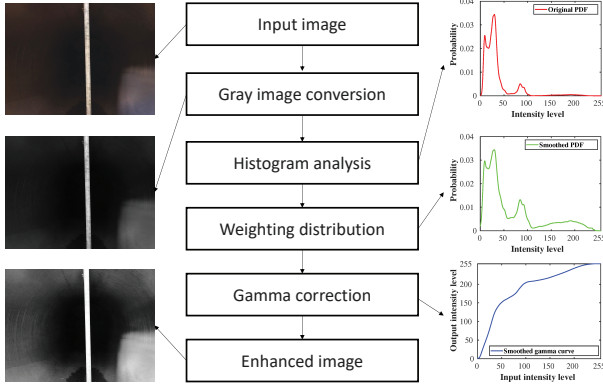 Input image
Gray image conversion
Histogram analysis
Weighting distribution
Gamma correction
Enhanced image
Original PDF
Probability
0.04
0.03
0.02
0.01
0
0 50 100 150 200 255
Intensity level
Smoothed PDF
Probability
0.04
0.03
0.02
0.01
0
0 50 100 150 200 255
Intensity level
Output intensity level
255
200
150
100
50
0
Smoothed gamma curve
0 50 100 150 200 255
Input intensity level